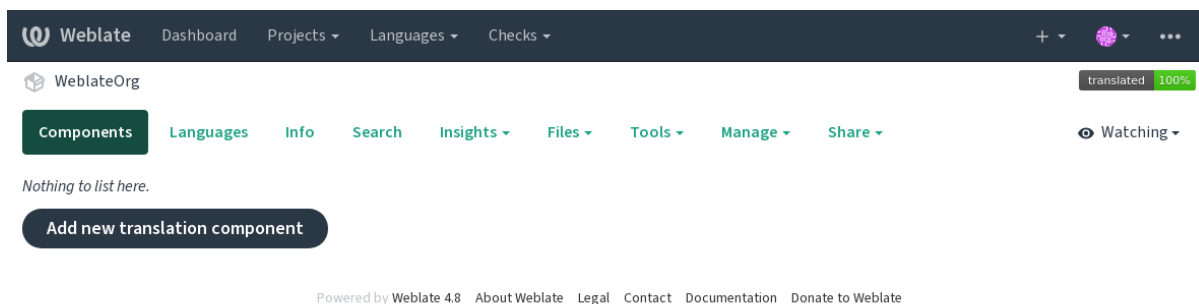 Weblate Dashboard Projects Languages Checks
WeblateOrg translated 100%
Components Languages Info Search Insights Files Tools Manage Share Watching
Nothing to list here.
Add new translation component
Powered by Weblate 4.8 About Weblate Legal Contact Documentation Donate to Weblate